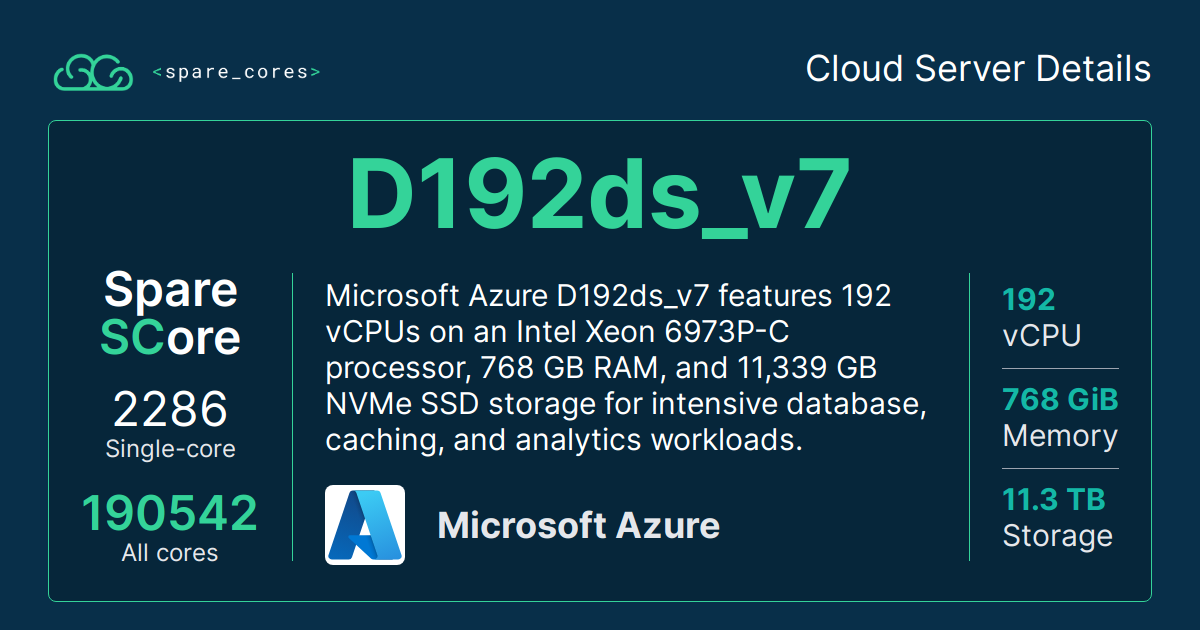 <spare_cores>
Cloud Server Details
D192ds_v7
Spare
SCore
2286
Single-core
190542
All cores
Microsoft Azure D192ds_v7 features 192
vCPUs on an Intel Xeon 6973P-C
processor, 768 GB RAM, and 11,339 GB
NVMe SSD storage for intensive database,
caching, and analytics workloads.
Microsoft Azure
192
vCPU
768 GiB
Memory
11.3 TB
Storage